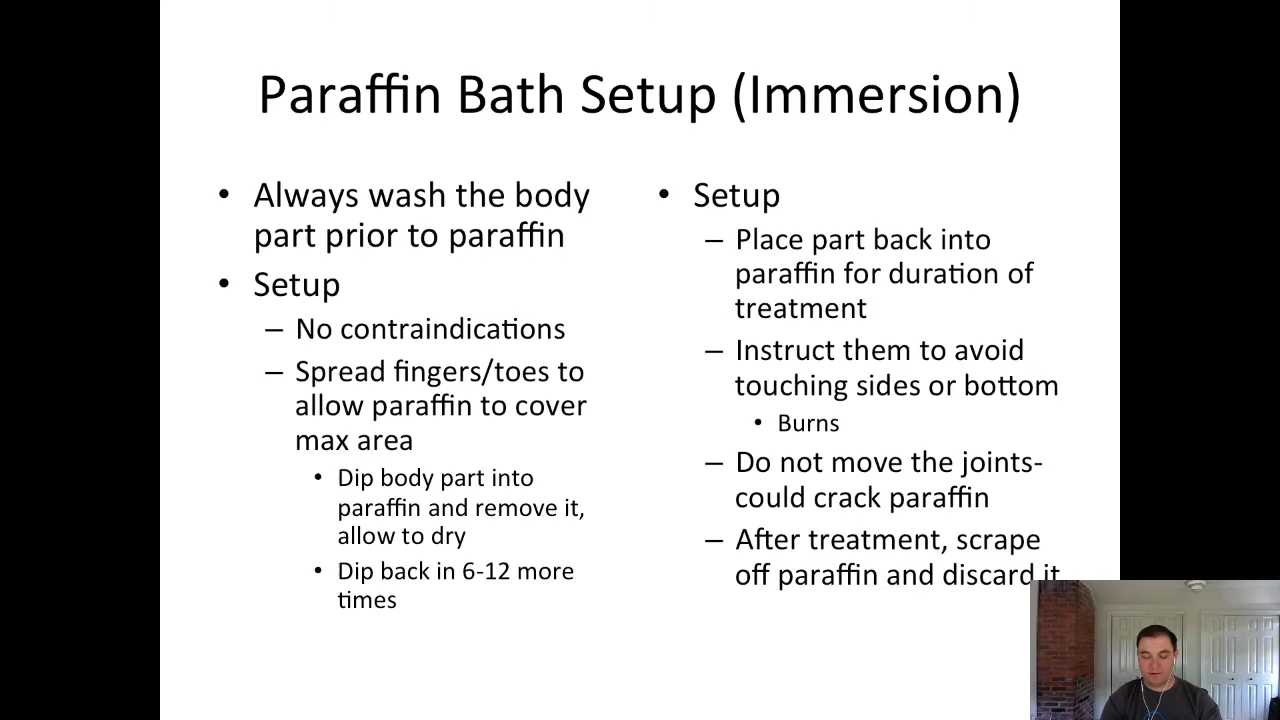 Paraffin Bath Setup (Immersion)
• Always wash the body
part prior to paraffin
• Setup
– No contraindications
– Spread fingers/toes to
allow paraffin to cover
max area
• Dip body part into
paraffin and remove it,
allow to dry
• Dip back in 6-12 more
times
• Setup
– Place part back into
paraffin for duration of
treatment
– Instruct them to avoid
touching sides or bottom
• Burns
– Do not move the joints-
could crack paraffin
– After treatment, scrape
off paraffin and discard it